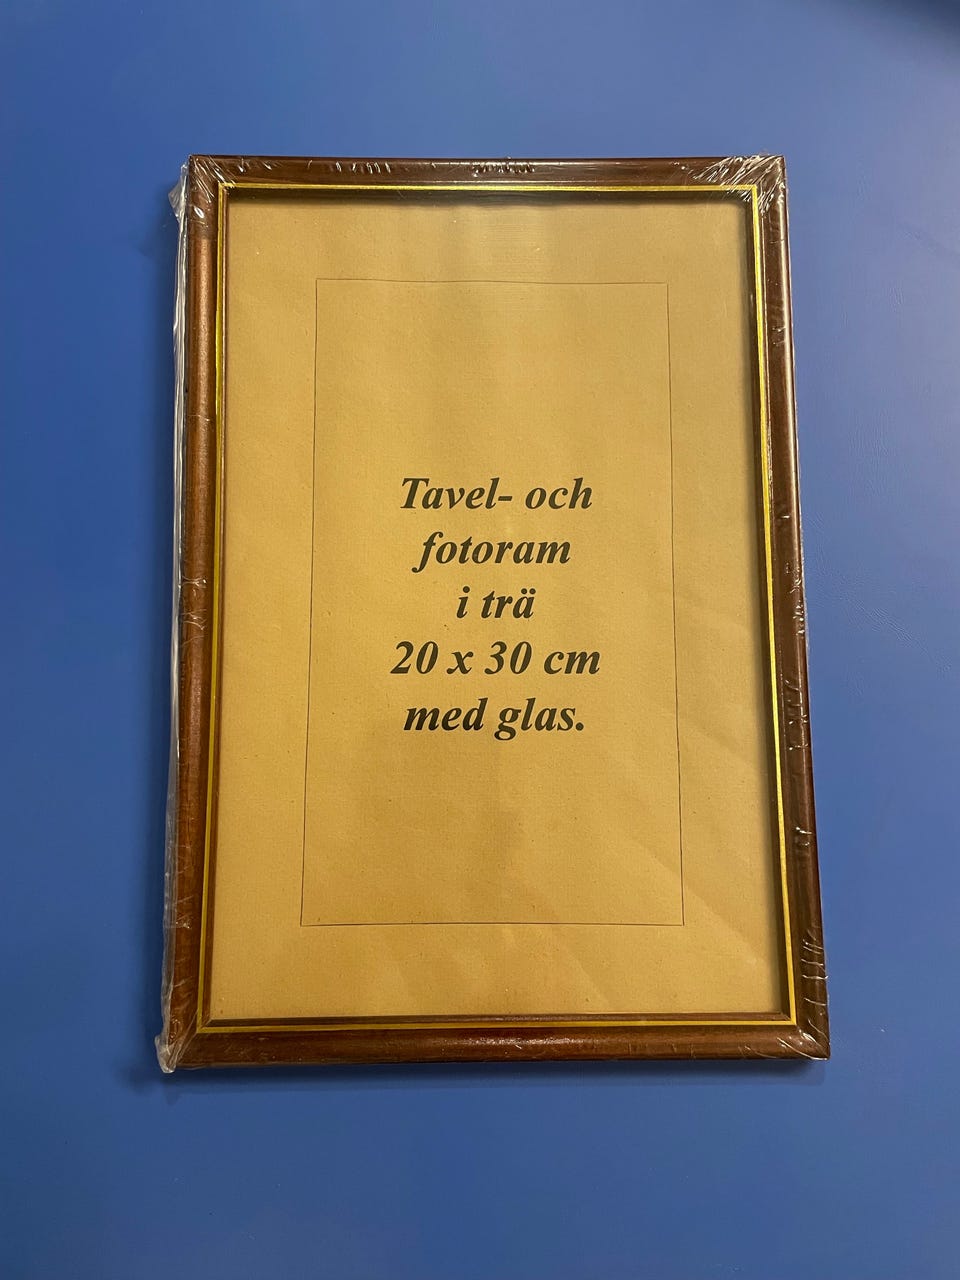 Tavel- och
fotoram
i trä
20 x 30 cm
med glas.